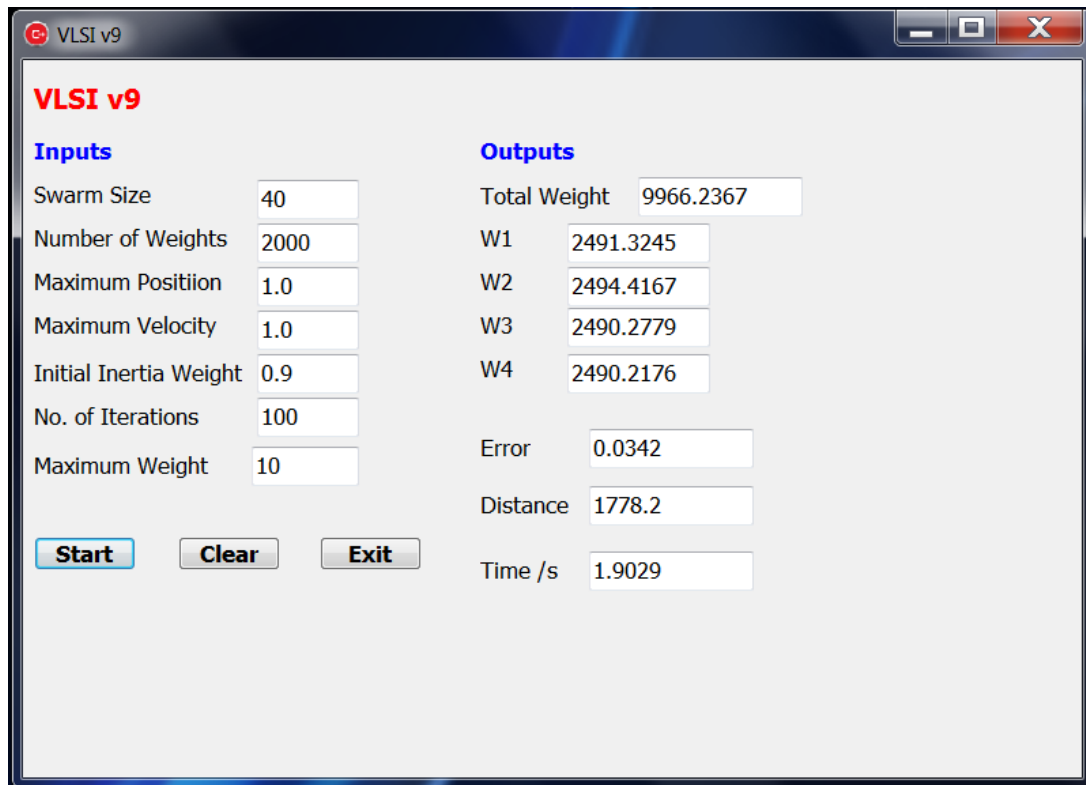 VLSI v9
VLSI v9
Inputs
Swarm Size 40
Number of Weights 2000
Maximum Positiion 1.0
Maximum Velocity 1.0
Initial Inertia Weight 0.9
No. of Iterations 100
Maximum Weight 10
Start Clear Exit
Outputs
Total Weight 9966.2367
W1 2491.3245
W2 2494.4167
W3 2490.2779
W4 2490.2176
Error 0.0342
Distance 1778.2
Time /s 1.9029